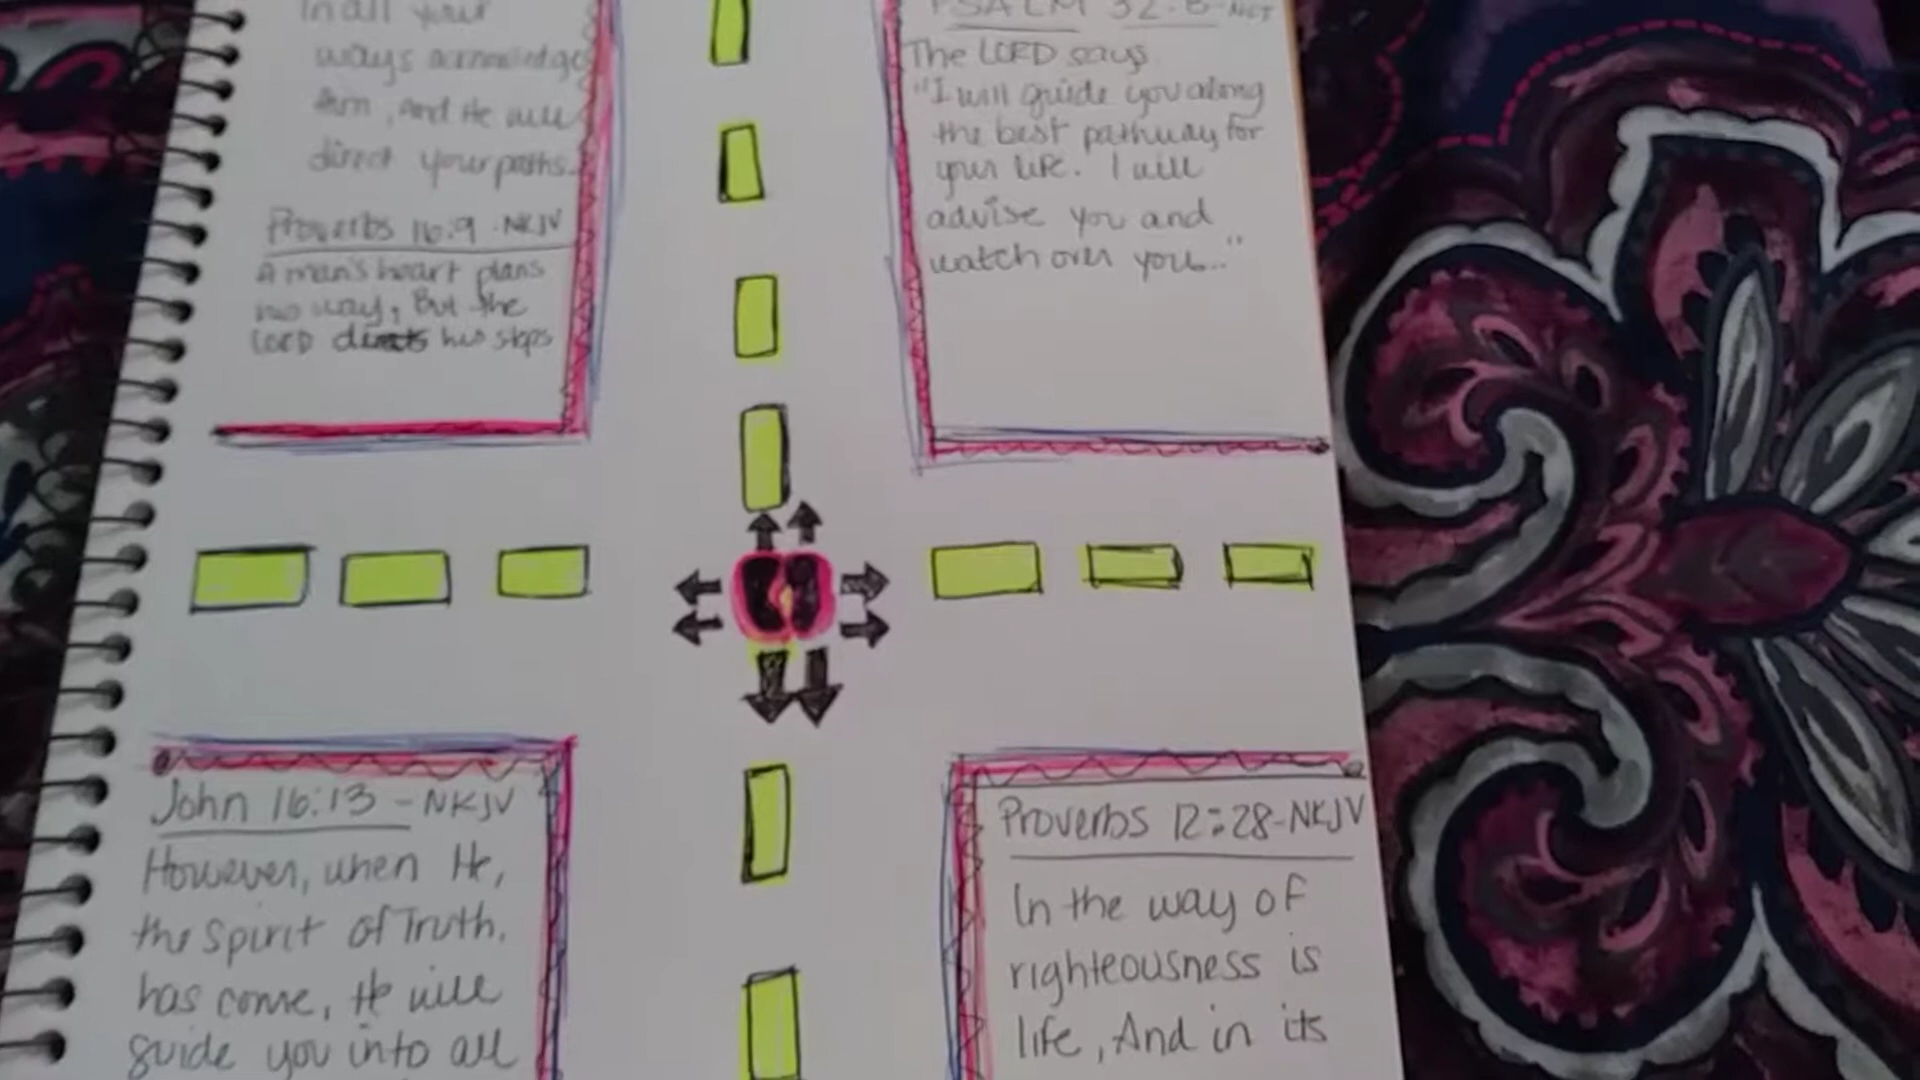 In all your
ways acknowledge
Him, And He will
direct your paths.
Proverbs 16:9 - NKJV
A man's heart plans
his way, But the
LORD directs his steps
PSALM 32:8-NLT
The LORD says
"I will guide you along
the best pathway for
your life. I will
advise you and
watch over you..."
John 16:13 - NKJV
However, when He,
the Spirit of Truth,
has come, He will
guide you into all
Proverbs 12:28-NKJV
In the way of
righteousness is
life, And in its